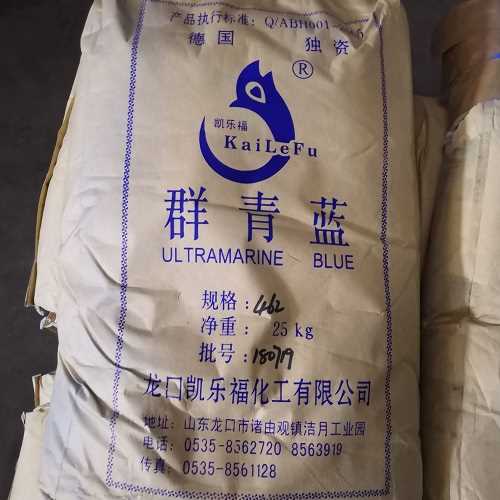 产品执行标准: Q/ABH001
德国 独资
®
凯乐福
KaiLeFu
群青蓝
ULTRAMARINE BLUE
规格: 462
净重: 25 kg
批号: 180719
龙口凯乐福化工有限公司
地址: 山东龙口市诸由观镇洁月工业园
电话: 0535-8562720 8563919
传真: 0535-8561128